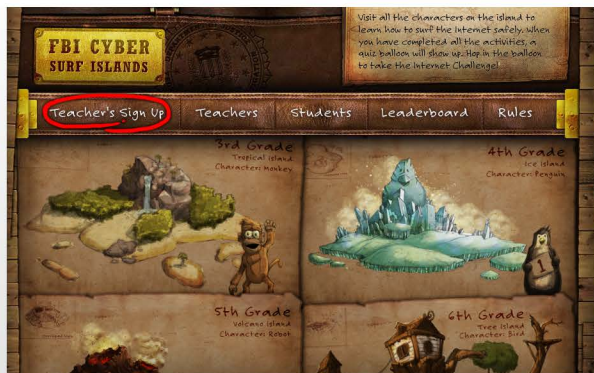 Visit all the characters on the island to
learn how to surf the Internet safely. When
you have completed all the activities, a
quiz balloon will show up. Hop in the balloon
to take the Internet Challenge!
FBI CYBER
SURF ISLANDS
Teacher's Sign Up
Teachers
Students
Leaderboard
Rules
3rd Grade
Tropical Island
Character: Monkey
4th Grade
Ice Island
Character: Penguin
1
5th Grade
Volcano Island
Character: Robot
6th Grade
Tree Island
Character: Bird